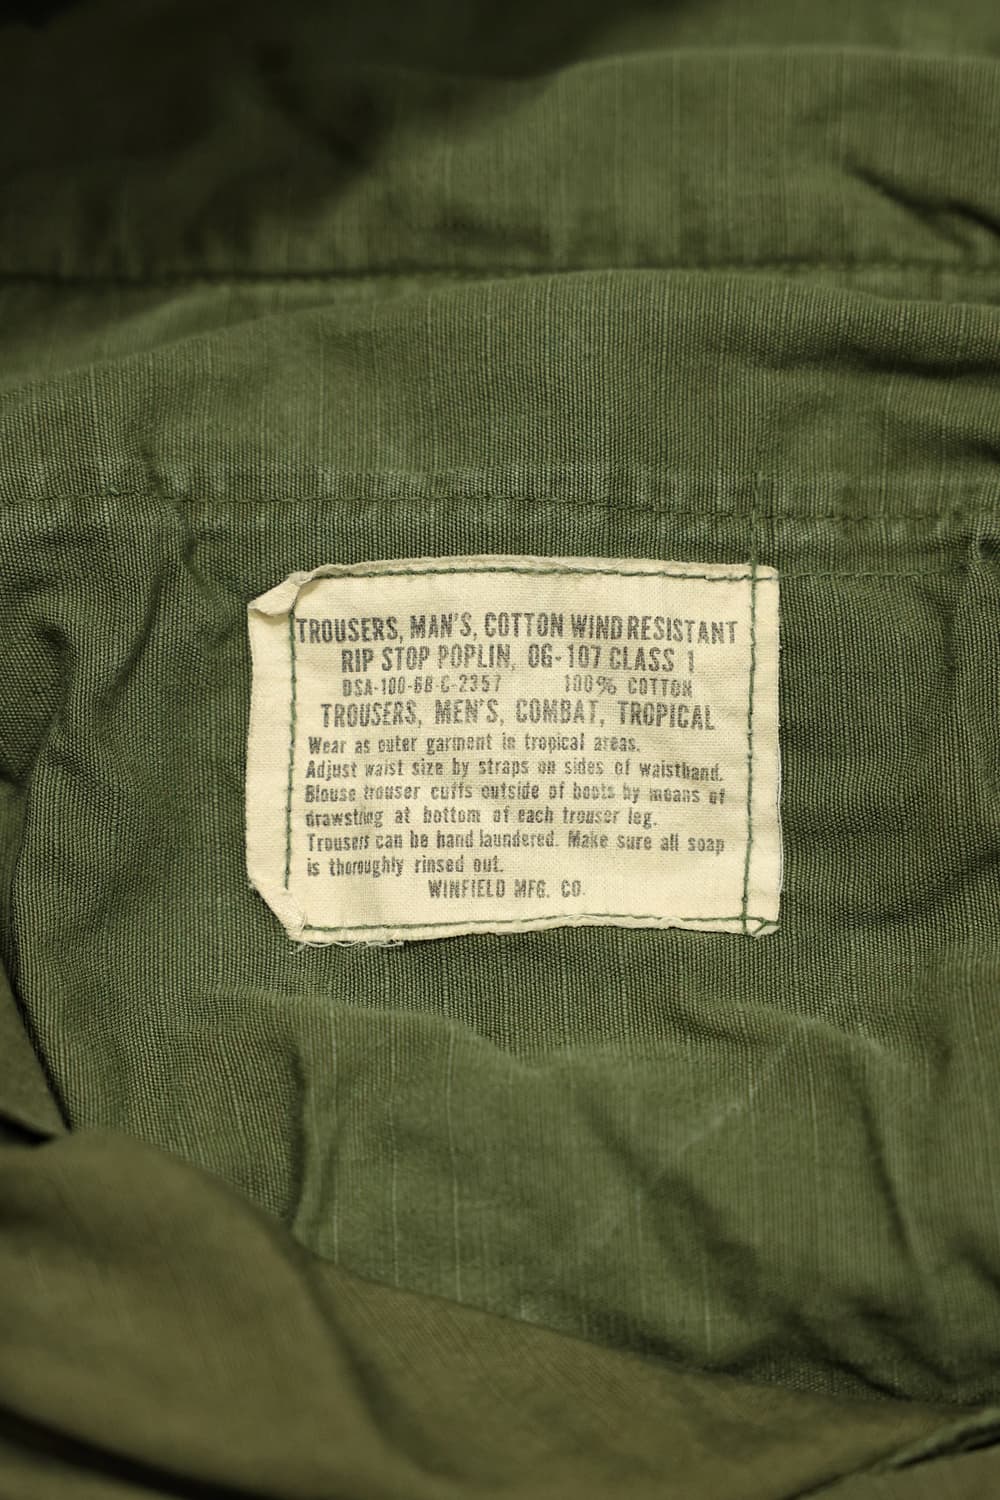 TROUSERS, MAN'S, COTTON WIND RESISTANT
RIP STOP POPLIN, OG-107 CLASS 1
DSA-100-68-C-2357 100% COTTON
TROUSERS, MEN'S, COMBAT, TROPICAL
Wear as outer garment in tropical areas.
Adjust waist size by straps on sides of waistband.
Blouse trouser cuffs outside of boots by means of
drawstring at bottom of each trouser leg.
Trousers can be hand laundered. Make sure all soap
is thoroughly rinsed out.
WINFIELD MFG. CO.